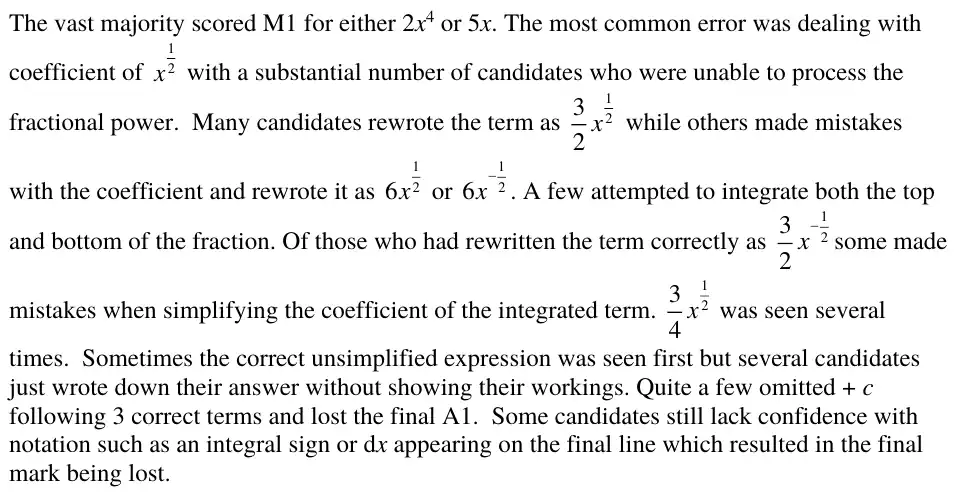 The vast majority scored M1 for either 2x⁴ or 5x. The most common error was dealing with
coefficient of x^{1/2} with a substantial number of candidates who were unable to process the
fractional power.  Many candidates rewrote the term as 3/2 x^{1/2} while others made mistakes
with the coefficient and rewrote it as 6x^{1/2} or 6x^{-1/2}. A few attempted to integrate both the top
and bottom of the fraction. Of those who had rewritten the term correctly as 3/2 x^{-1/2} some made
mistakes when simplifying the coefficient of the integrated term. 3/4 x^{1/2} was seen several
times.  Sometimes the correct unsimplified expression was seen first but several candidates
just wrote down their answer without showing their workings. Quite a few omitted + c
following 3 correct terms and lost the final A1.  Some candidates still lack confidence with
notation such as an integral sign or dx appearing on the final line which resulted in the final
mark being lost.